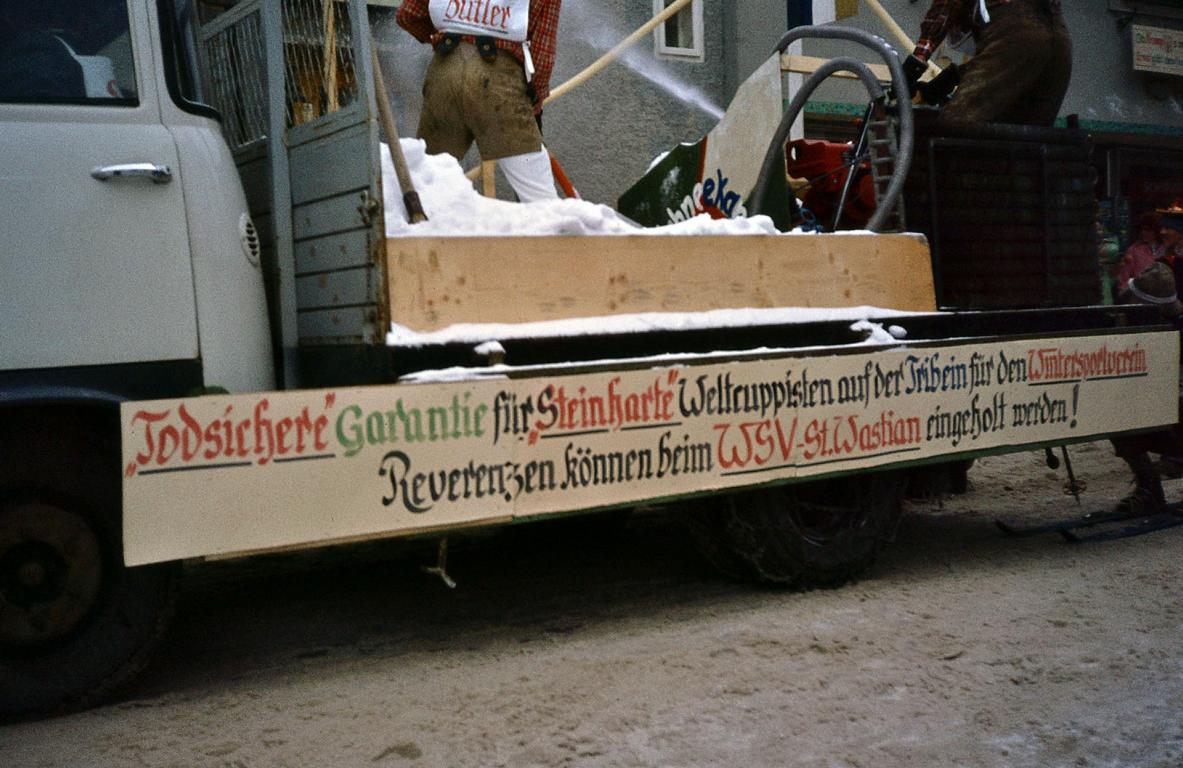 Butler
"Todsichere" Garantie für "Steinharte" Weltcuppisten auf der Tribein für den Wintersportverein
Reverenzen können beim WSV-St.Wastian eingeholt werden!